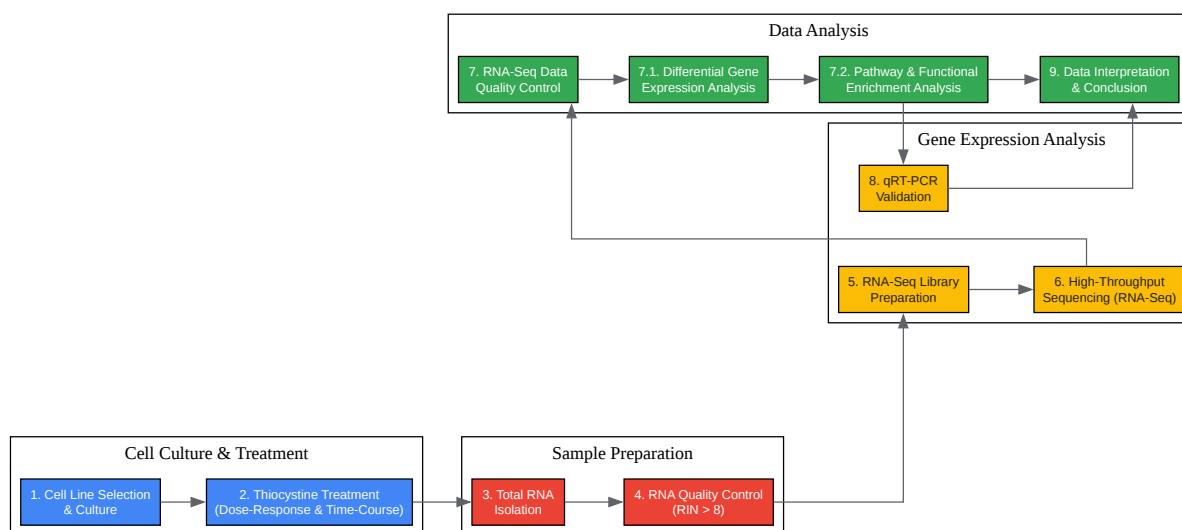 Data Analysis
7. RNA-Seq Data
Quality Control
7.1. Differential Gene
Expression Analysis
7.2. Pathway & Functional
Enrichment Analysis
9. Data Interpretation
& Conclusion
Gene Expression Analysis
8. qRT-PCR
Validation
5. RNA-Seq Library
Preparation
6. High-Throughput
Sequencing (RNA-Seq)
Cell Culture & Treatment
1. Cell Line Selection
& Culture
2. Thiocystine Treatment
(Dose-Response & Time-Course)
Sample Preparation
3. Total RNA
Isolation
4. RNA Quality Control
(RIN > 8)